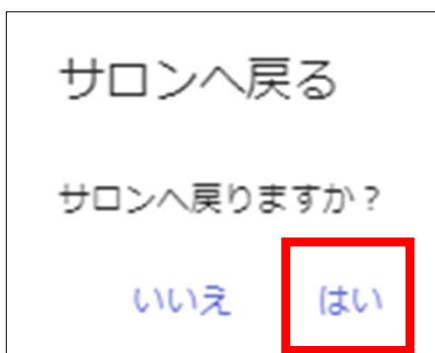 サロンへ戻る
サロンへ戻りますか？
いいえ はい